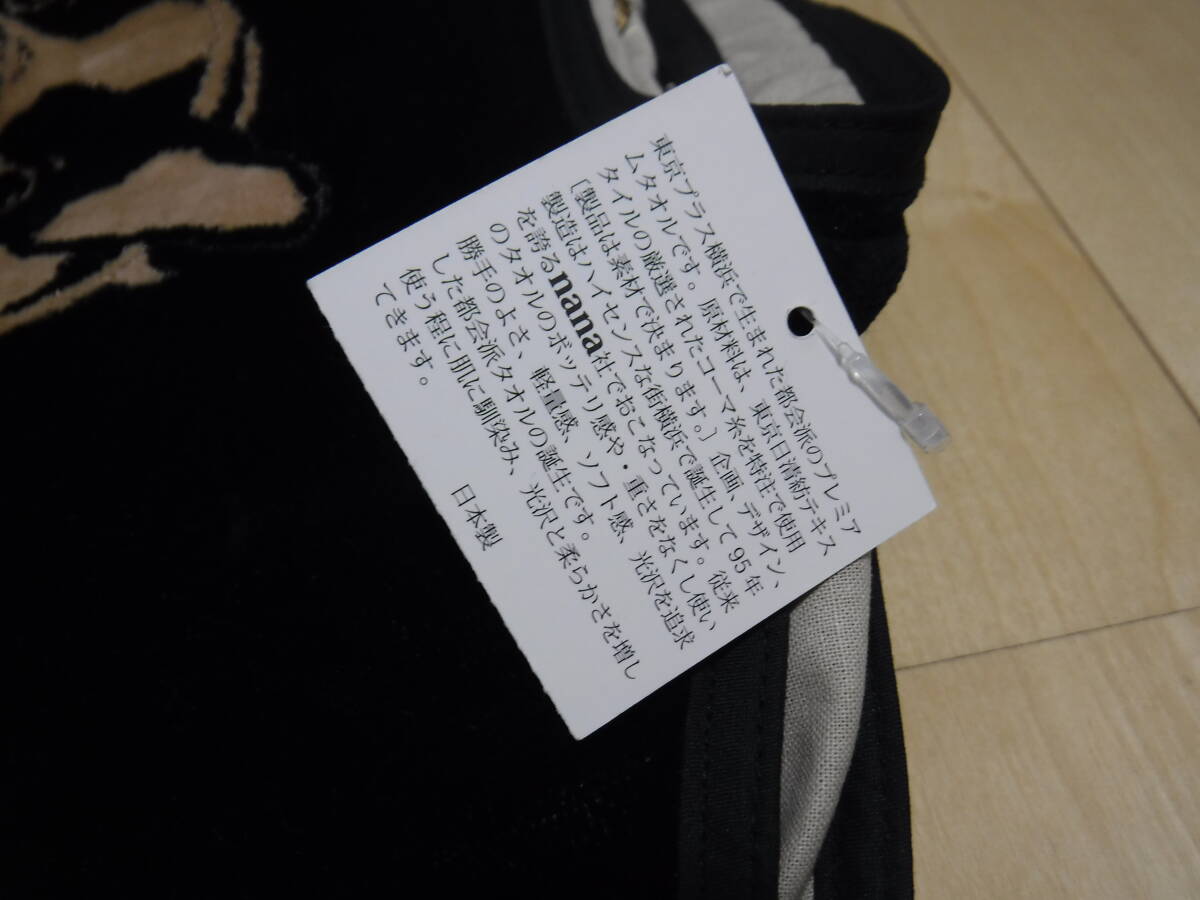 東京プラス横浜で生まれた都会派のプレミア
ムタオルです。原材料は、東京日清紡テキス
タイルの厳選されたコーマ糸を特注で使用
〔製品は素材で決まります。〕企画、デザイン、
製造はハイセンスな街横浜で誕生して 95 年
を誇るnana社でおこなっています。従来
のタオルのボッテリ感や・重さをなくし使い
勝手のよさ、軽量感、ソフト感、光沢を追求
した都会派タオルの誕生です。
使う程に肌に馴染み、光沢と柔らかさを増し
てきます。
日本製